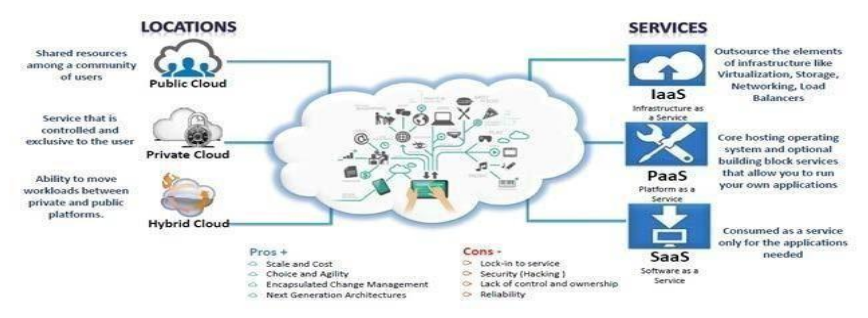 LOCATIONS
Shared resources
among a community
of users
Public Cloud
Service that is
controlled and
exclusive to the user
Private Cloud
Ability to move
workloads between
private and public
platforms.
Hybrid Cloud
SERVICES
IaaS
Infrastructure as
a Service
Outsource the elements
of infrastructure like
Virtualization, Storage,
Networking, Load
Balancers
PaaS
Platform as a
Service
Core hosting operating
system and optional
building block services
that allow you to run
your own applications
SaaS
Software as a
Service
Consumed as a service
only for the applications
needed
Pros +
Scale and Cost
Choice and Agility
Encapsulated Change Management
Next Generation Architectures
Cons -
Lock-in to service
Security (Hacking )
Lack of control and ownership
Reliability